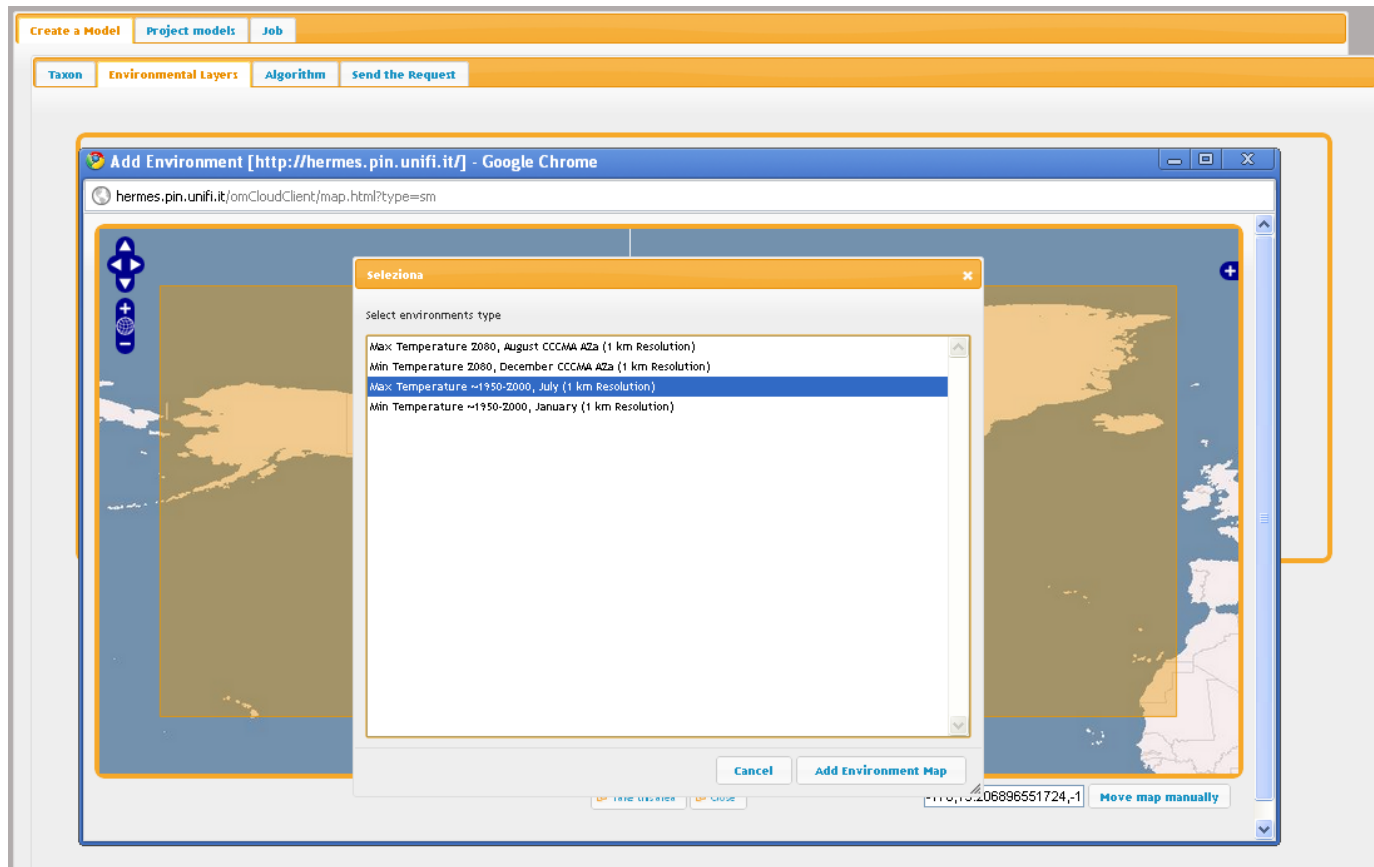 Create a Model Project models Job
Taxon Environmental Layers Algorithm Send the Request
Add Environment [http://hermes.pin.unifi.it/] - Google Chrome
hermes.pin.unifi.it/omCloudClient/map.html?type=sm
Seleziona
Select environments type
Max Temperature 2080, August CCCMA A2a (1 km Resolution)
Min Temperature 2080, December CCCMA A2a (1 km Resolution)
Max Temperature ~1950-2000, July (1 km Resolution)
Min Temperature ~1950-2000, January (1 km Resolution)
Cancel Add Environment Map
Take this area Close
Move map manually